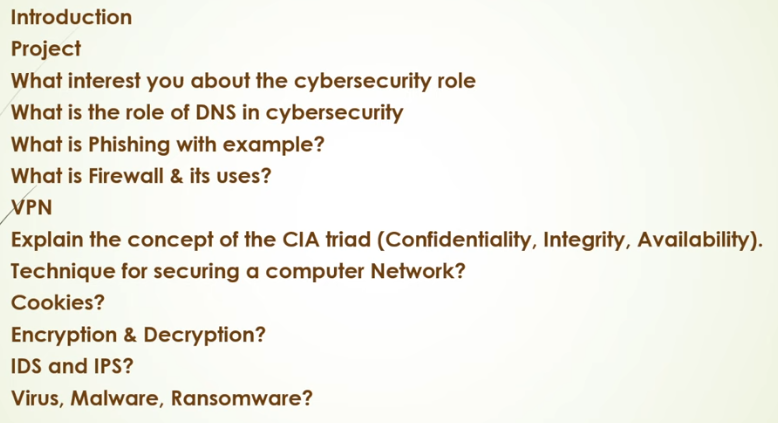 Introduction
Project
What interest you about the cybersecurity role
What is the role of DNS in cybersecurity
What is Phishing with example?
What is Firewall & its uses?
VPN
Explain the concept of the CIA triad (Confidentiality, Integrity, Availability).
Technique for securing a computer Network?
Cookies?
Encryption & Decryption?
IDS and IPS?
Virus, Malware, Ransomware?